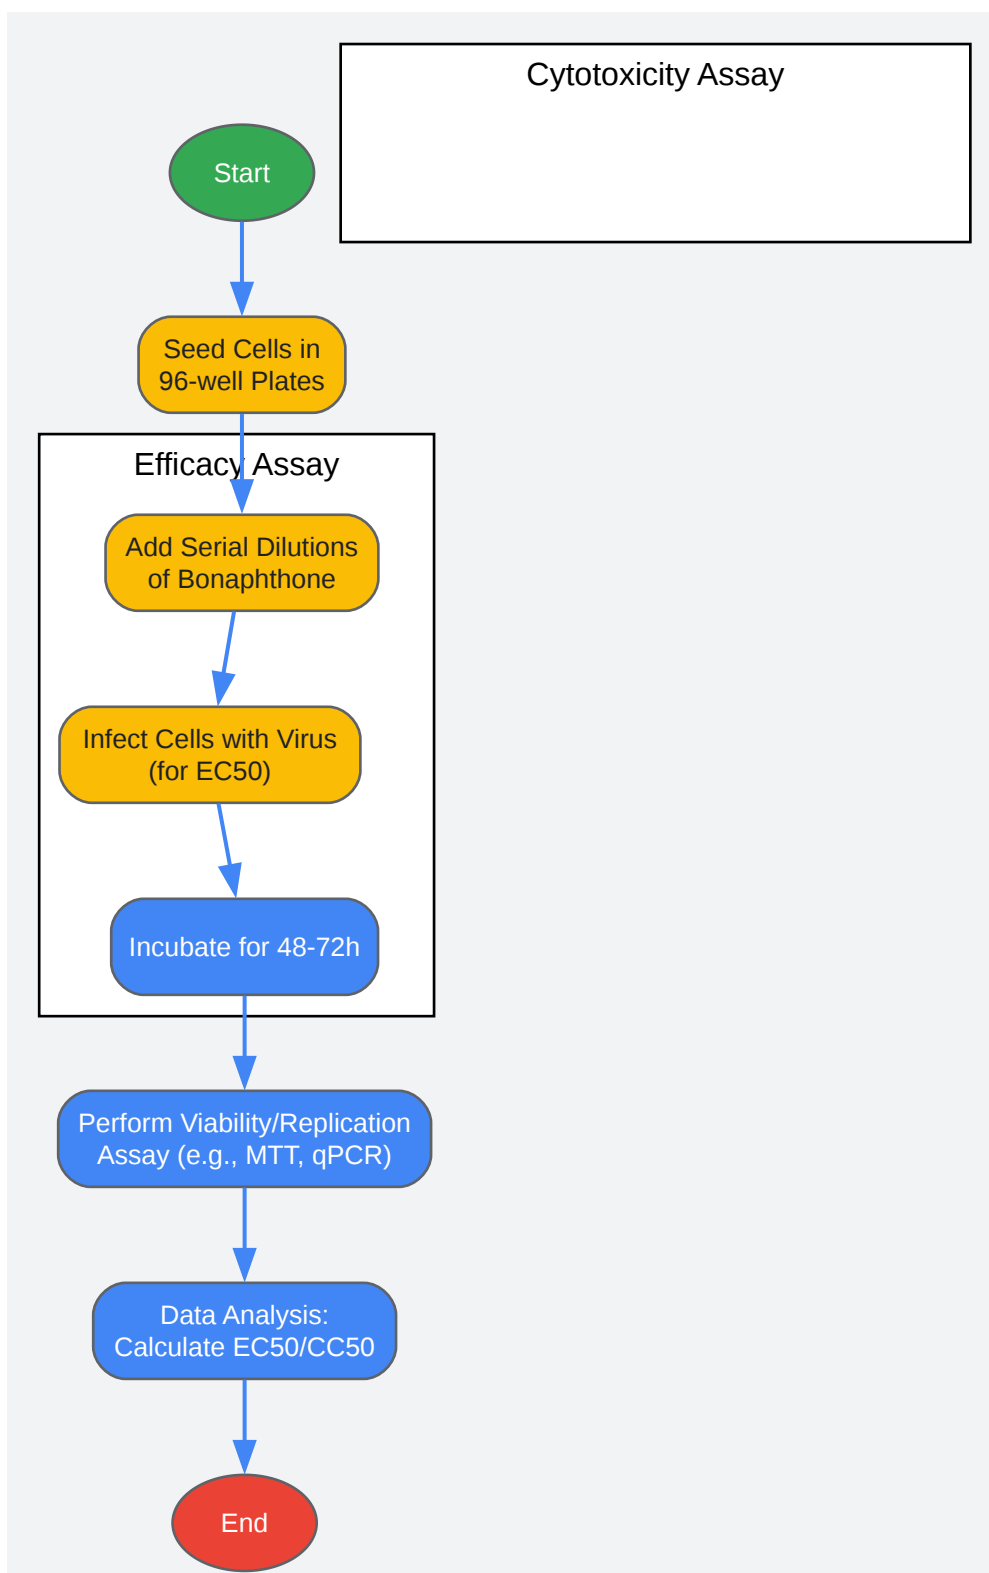 Cytotoxicity Assay
Start
Seed Cells in
96-well Plates
Efficacy Assay
Add Serial Dilutions
of Bonaphthone
Infect Cells with Virus
(for EC50)
Incubate for 48-72h
Perform Viability/Replication
Assay (e.g., MTT, qPCR)
Data Analysis:
Calculate EC50/CC50
End